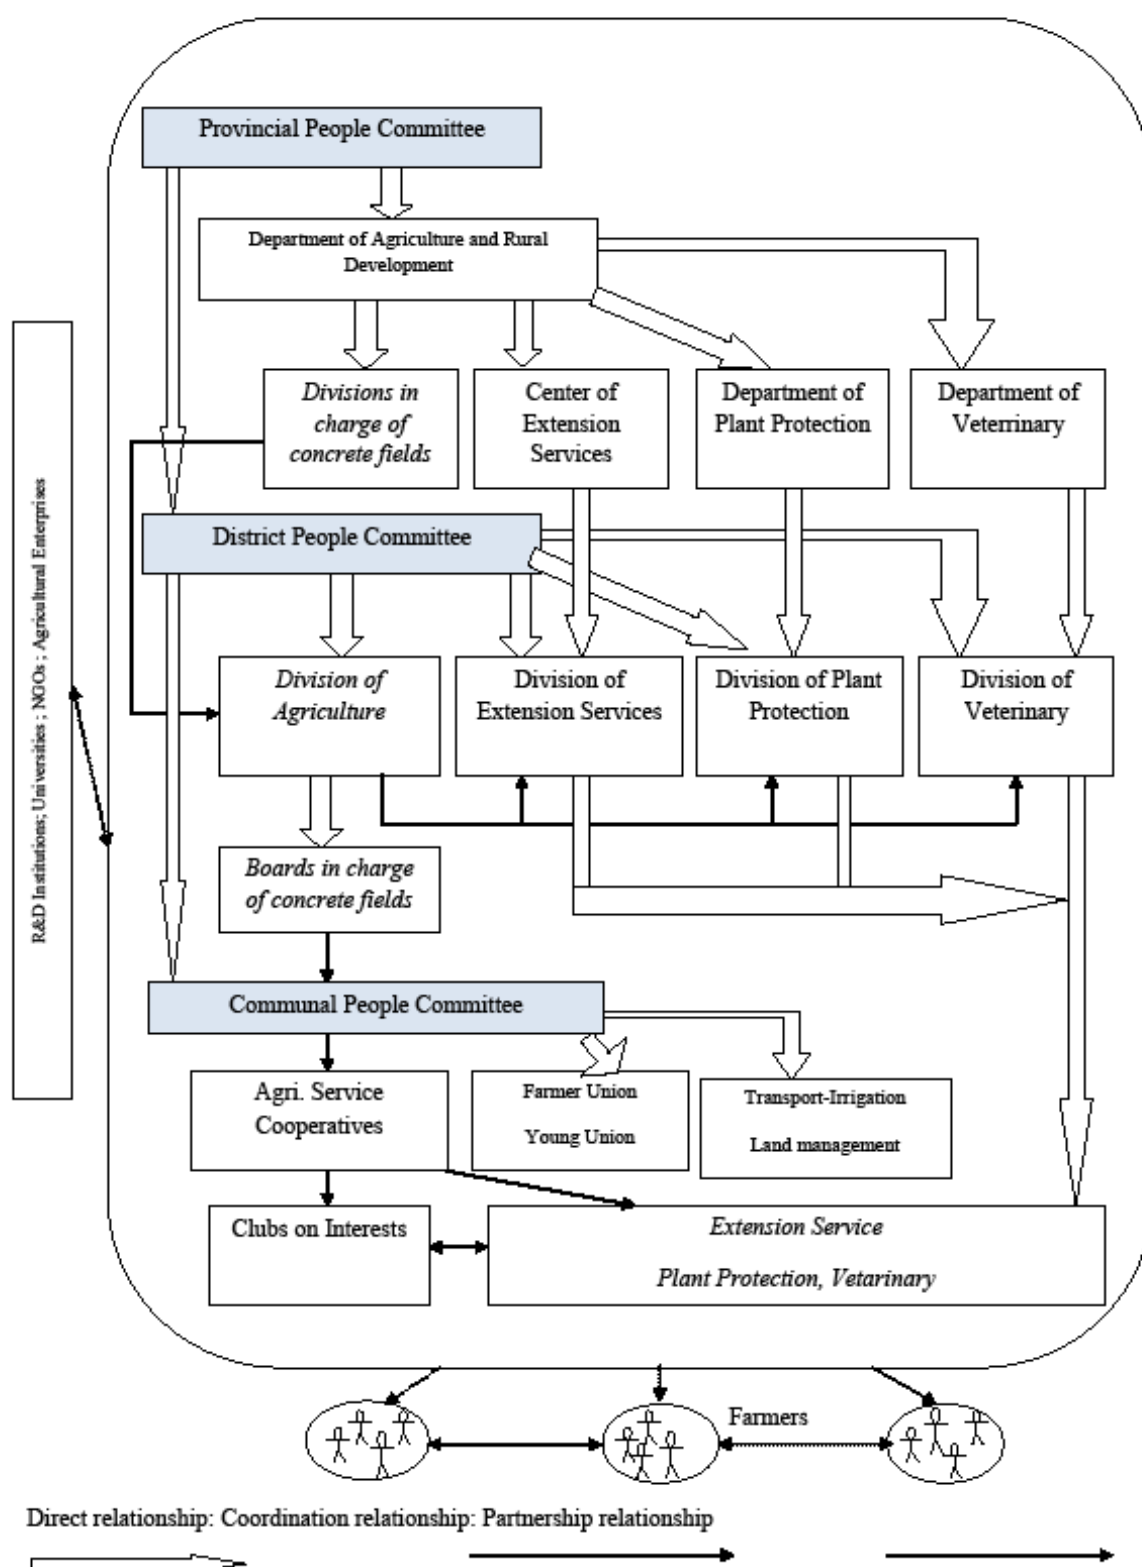 Provincial People Committee
Department of Agriculture and Rural
Development
Divisions in
charge of
concrete fields
Center of
Extension
Services
Department of
Plant Protection
Department of
Veterrinary
R&D Institutions; Universities ; NGOs ; Agricultural Enterprises
District People Committee
Division of
Agriculture
Division of
Extension Services
Division of Plant
Protection
Division of
Veterinary
Boards in charge
of concrete fields
Communal People Committee
Agri. Service
Cooperatives
Farmer Union
Young Union
Transport-Irrigation
Land management
Clubs on Interests
Extension Service
Plant Protection, Vetarinary
Farmers
Direct relationship: Coordination relationship: Partnership relationship